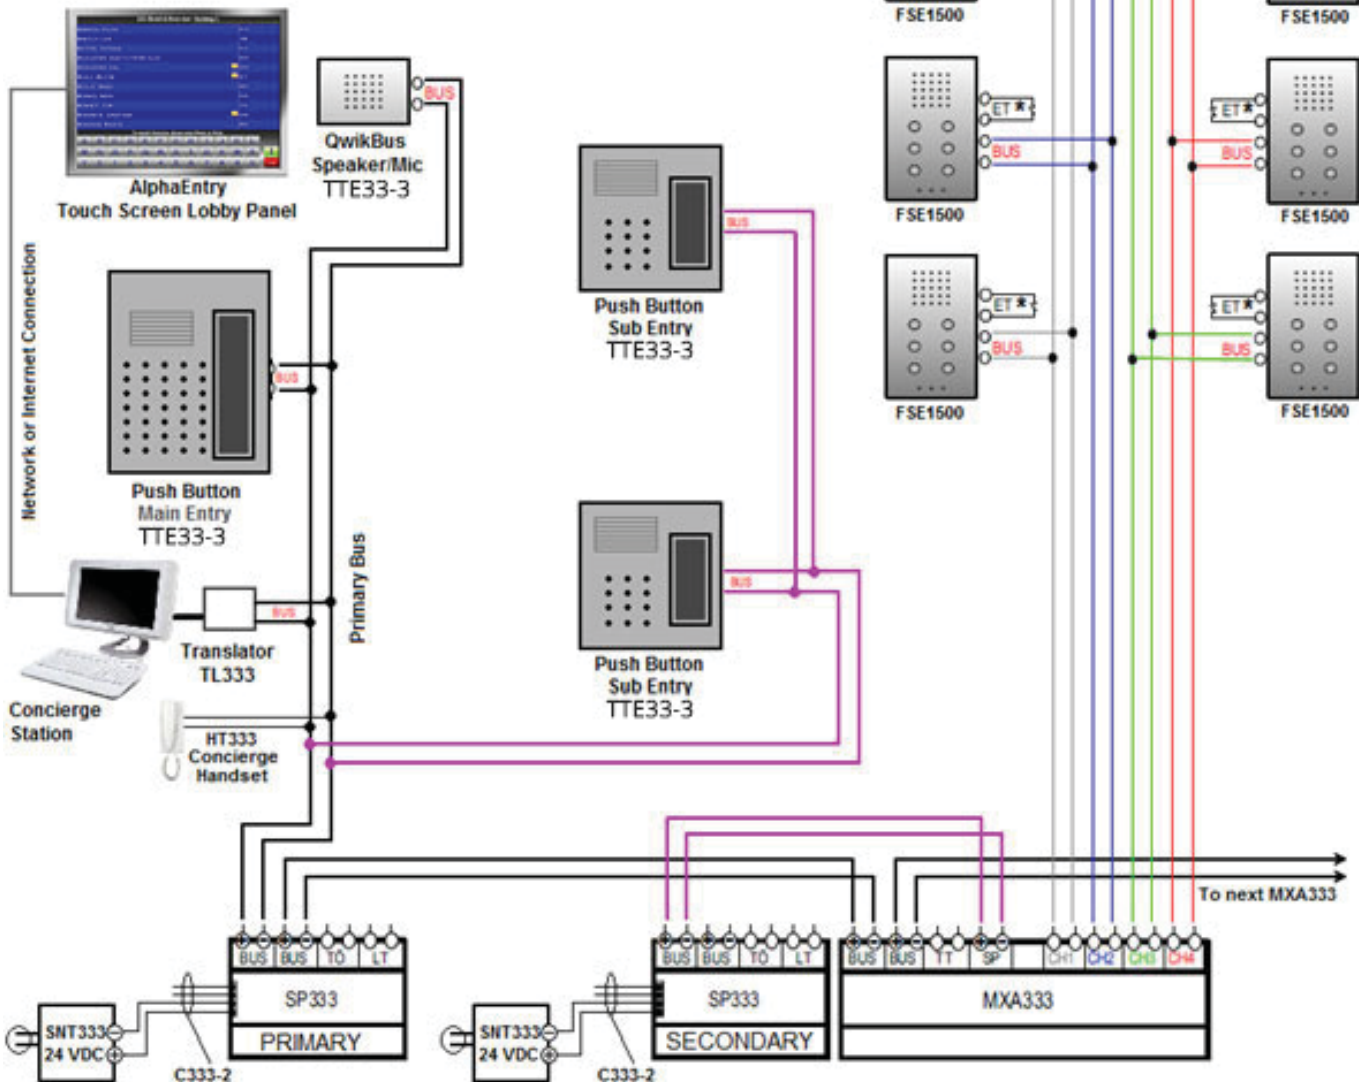 FSE1500
FSE1500
BUS
QwikBus
Speaker/Mic
TTE33-3
AlphaEntry
Touch Screen Lobby Panel
Network or Internet Connection
BUS
Push Button
Main Entry
TTE33-3
Primary Bus
BUS
Translator
TL333
Concierge
Station
HT333
Concierge
Handset
BUS
Push Button
Sub Entry
TTE33-3
BUS
Push Button
Sub Entry
TTE33-3
ET *
BUS
FSE1500
ET *
BUS
FSE1500
ET *
BUS
FSE1500
ET *
BUS
FSE1500
To next MXA333
BUS BUS TO LT
SP333
PRIMARY
SNT333
24 VDC
C333-2
BUS BUS TO LT
SP333
SECONDARY
SNT333
24 VDC
C333-2
BUS BUS TT SP CH1 CH2 CH3 CH4
MXA333